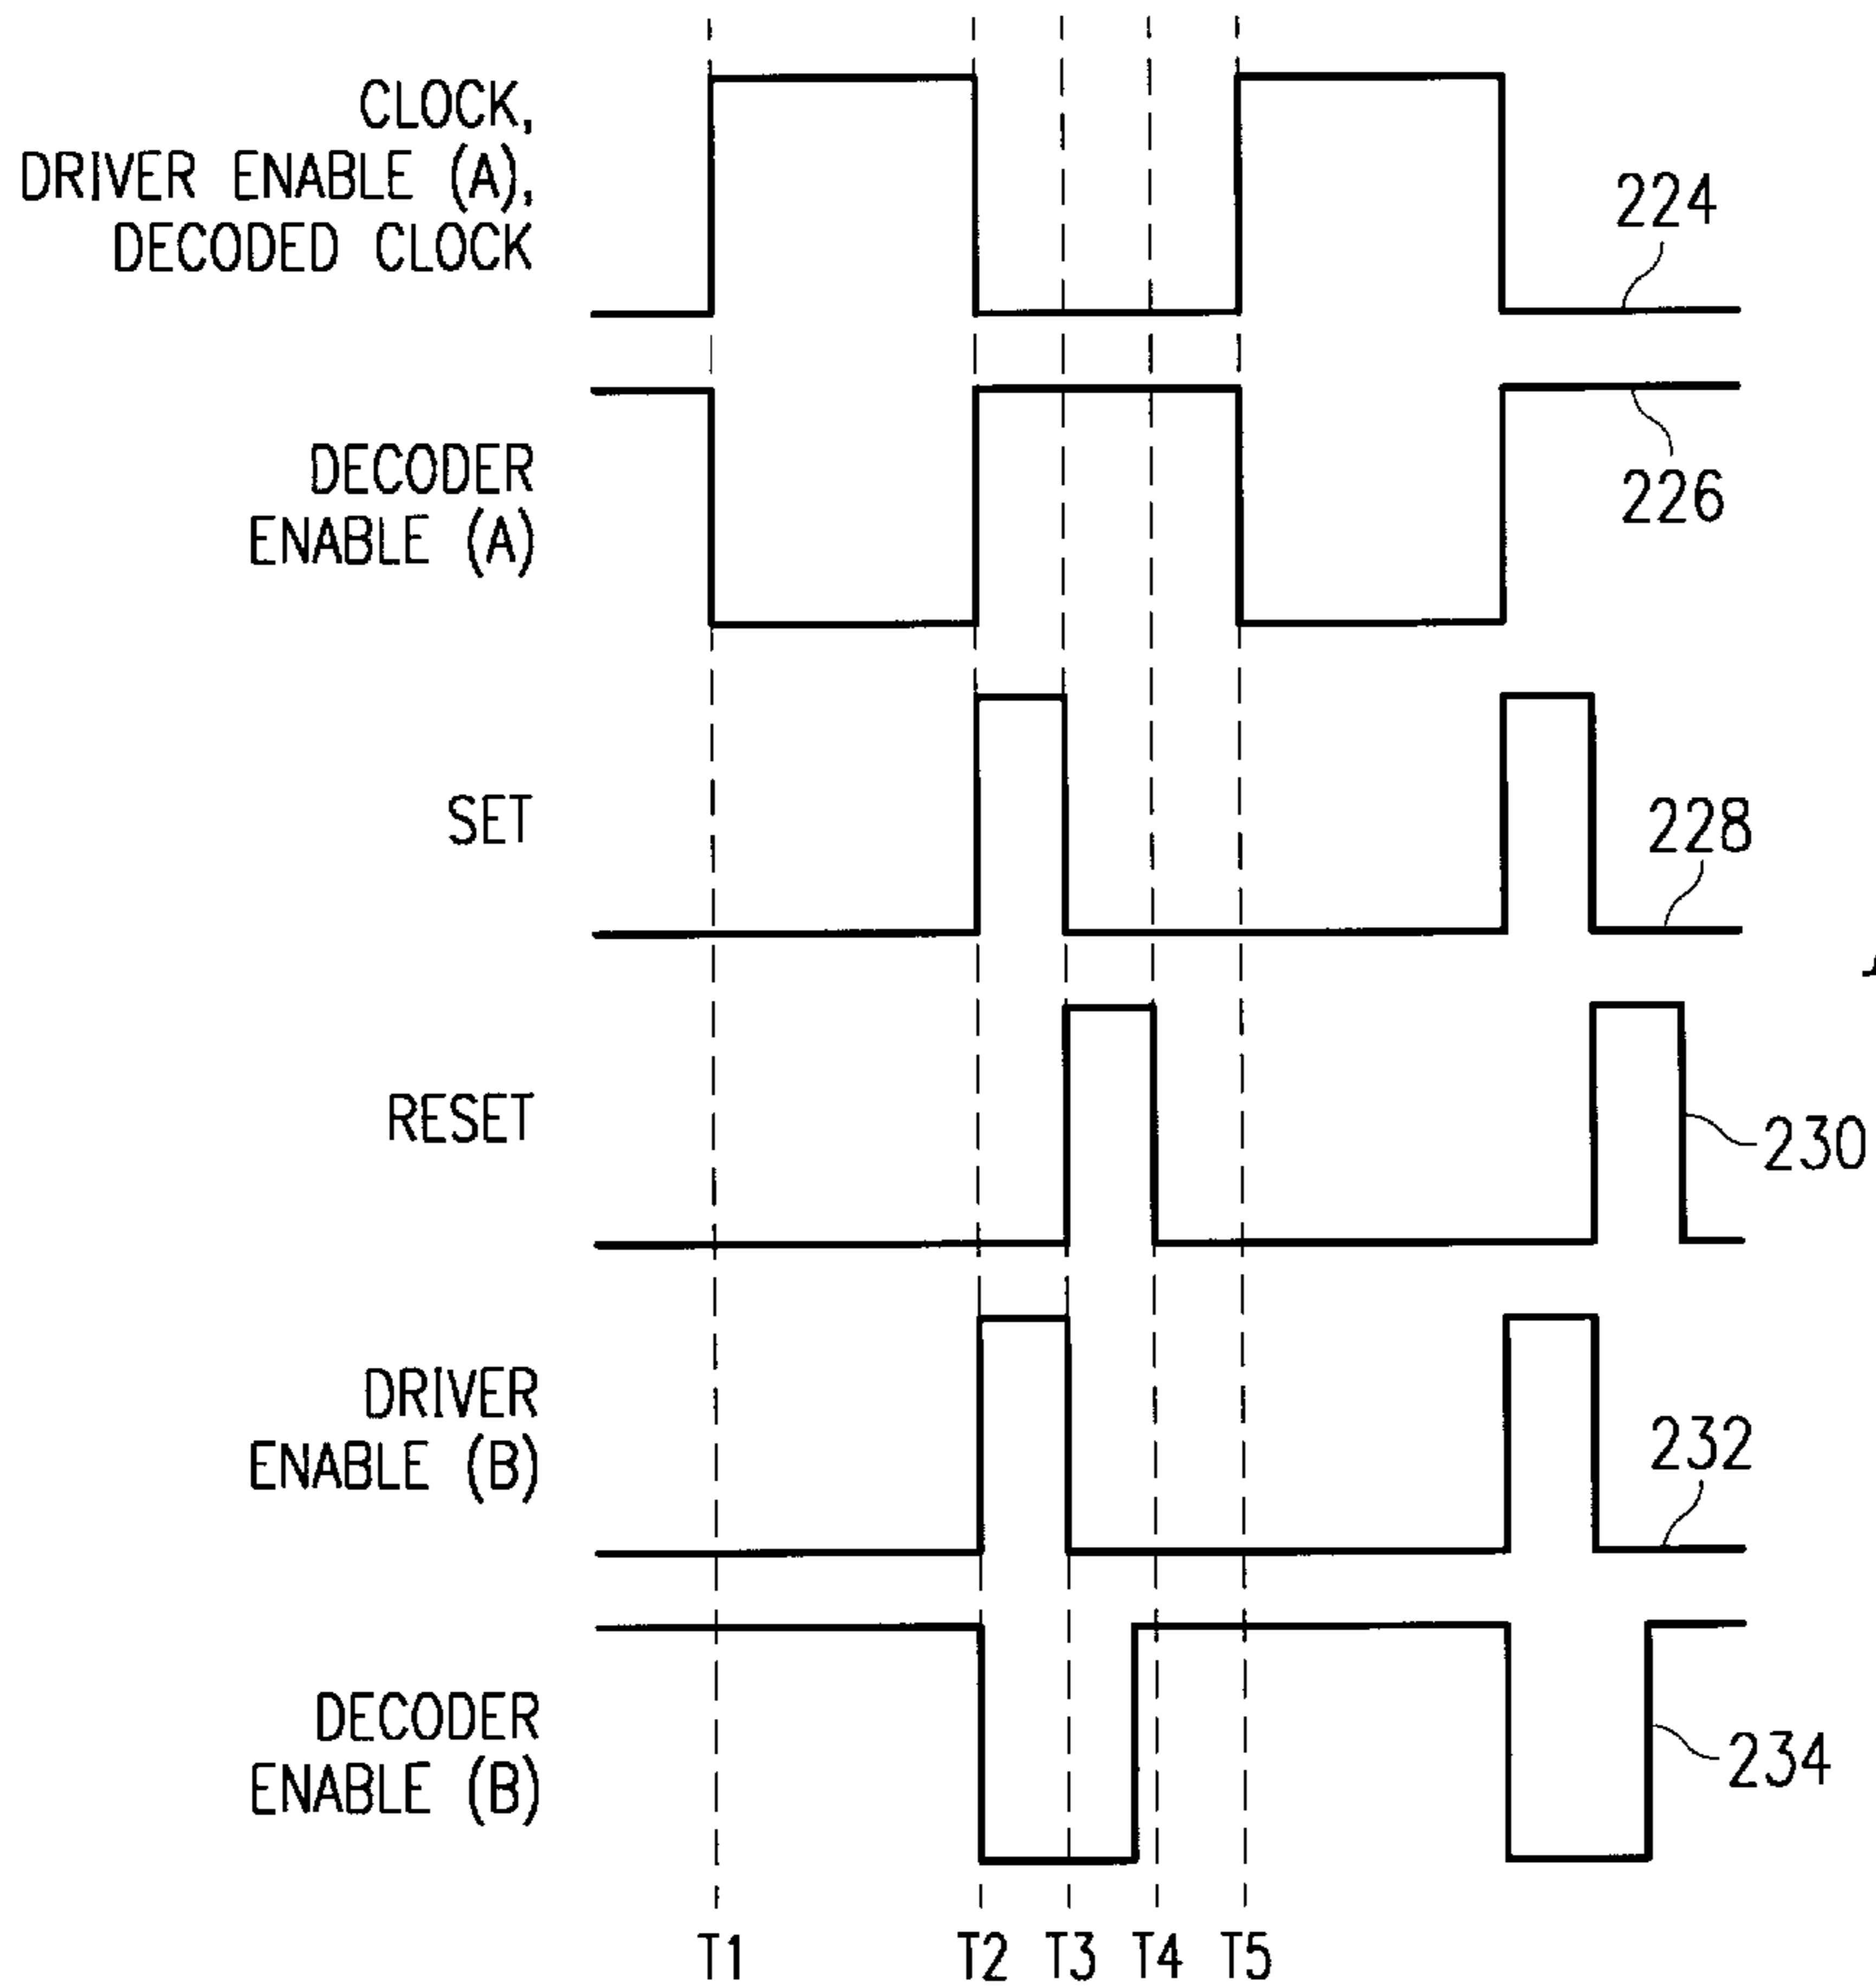 CLOCK,
DRIVER ENABLE (A),
DECODED CLOCK
224
DECODER
ENABLE (A)
226
SET
228
RESET
230
DRIVER
ENABLE (B)
232
DECODER
ENABLE (B)
234
T1 T2 T3 T4 T5